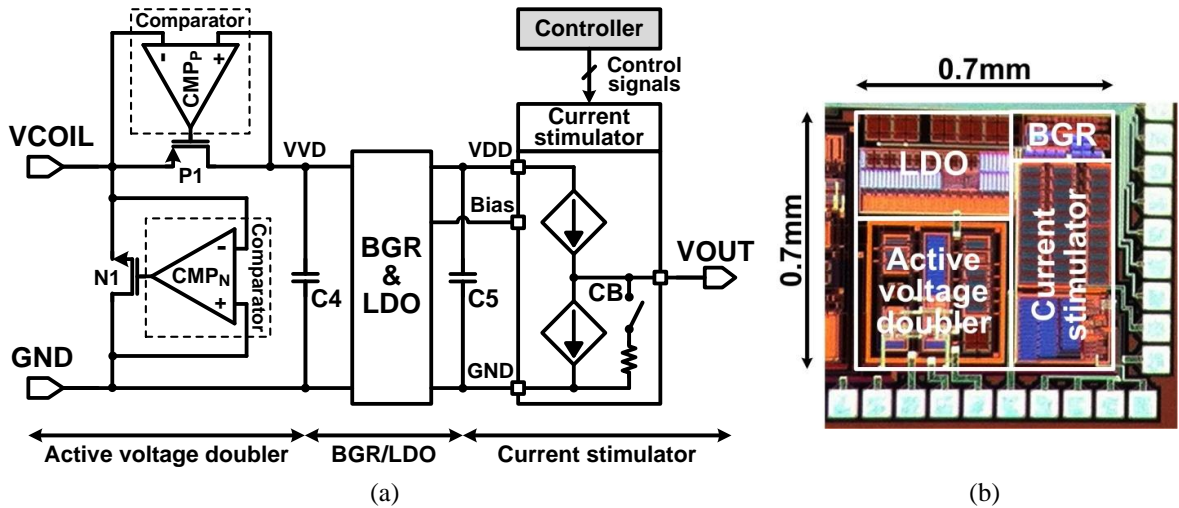 Comparator
- +
CMPP
VCOIL
P1
VVD
N1
CMPN
-
+
Comparator
C4
GND
BGR
&
LDO
C5
Controller
Control
signals
Current
stimulator
VDD
Bias
GND
CB
VOUT
Active voltage doubler
BGR/LDO
Current stimulator
(a)
0.7mm
0.7mm
LDO
BGR
Active
voltage
doubler
Current
stimulator
(b)